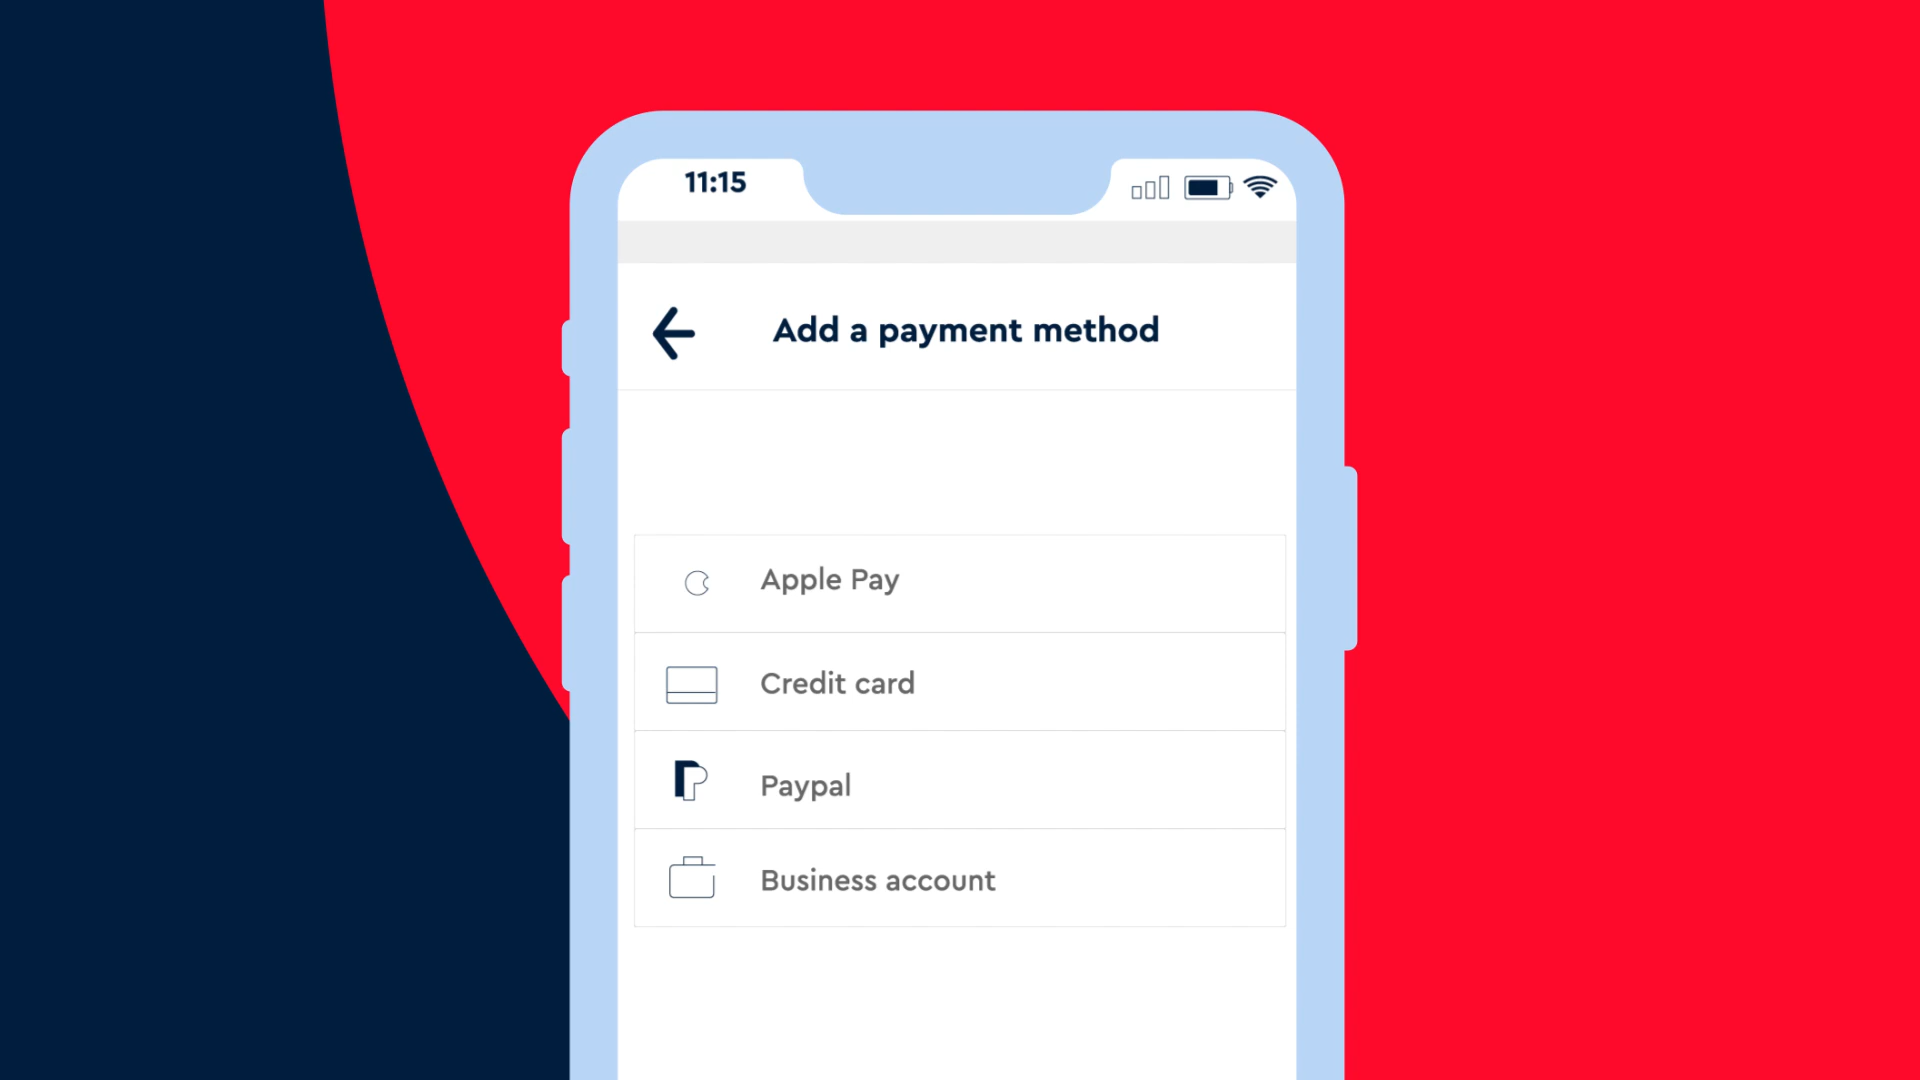 11:15
Add a payment method
Apple Pay
Credit card
Paypal
Business account